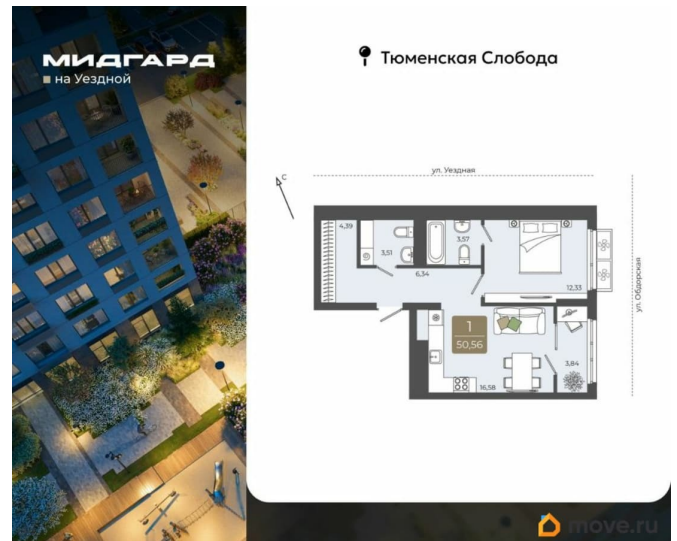 МИДГАРД
на Уездной
Тюменская Слобода
ул. Уездная
С
4,39
3,51
3,57
6,34
12,33
ул. Обдорская
1
50,56
3,84
16,58
move.ru